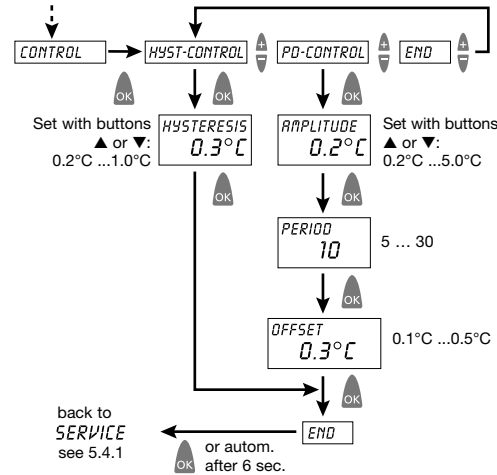 CONTROL HYST-CONTROL + − PD-CONTROL + − END + −
OK OK OK
Set with buttons
▲ or ▼:
0.2°C ...1.0°C
HYSTERESIS
0.3°C
AMPLITUDE
0.2°C
Set with buttons
▲ or ▼:
0.2°C ...5.0°C
OK OK
PERIOD
10
5 ... 30
OK
OFFSET
0.3°C
0.1°C ...0.5°C
OK
END
back to
SERVICE
see 5.4.1
OK
or autom.
after 6 sec.